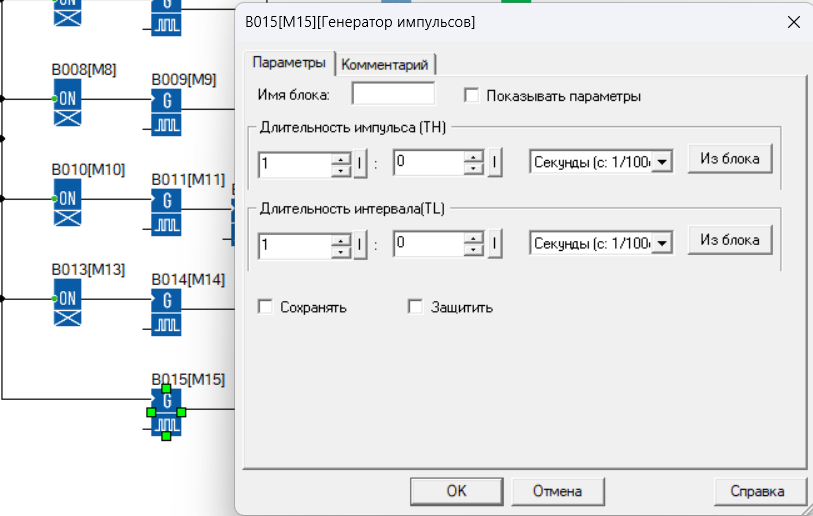 ON
G
B015[M15][Генератор импульсов]
Параметры
Комментарий
Имя блока:
Показывать параметры
Длительность импульса (TH)
1 : 0 Секунды (с: 1/100 Из блока
Длительность интервала(TL)
1 : 0 Секунды (с: 1/100 Из блока
Сохранять
Защитить
OK
Отмена
Справка
B008[M8]
ON
B009[M9]
G
B010[M10]
ON
B011[M11]
G
B013[M13]
ON
B014[M14]
G
B015[M15]
G